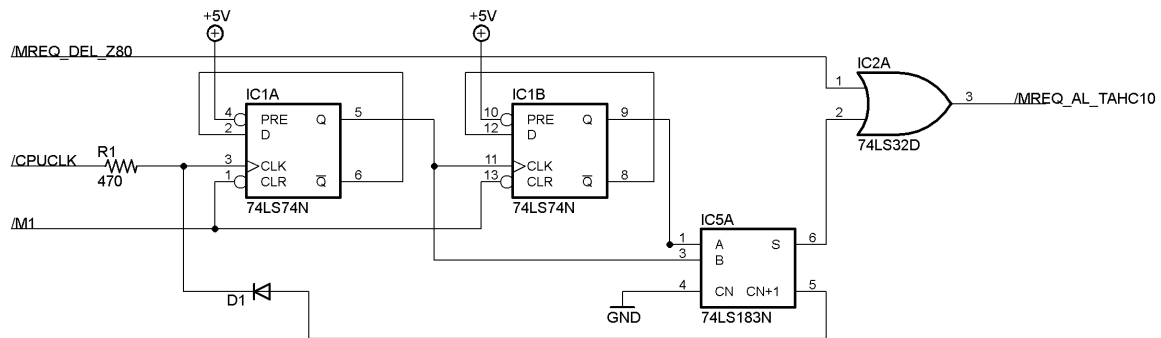 +5V
+5V
/MREQ_DEL_Z80
IC2A
1
2
3
/MREQ_AL_TAHC10
74LS32D
IC1A
4
PRE
Q
5
2
D
/CPUCLK
R1
470
3
CLK
1
CLR
Q
6
74LS74N
IC1B
10
PRE
Q
9
12
D
11
CLK
13
CLR
Q
8
74LS74N
/M1
IC5A
1
A
S
6
3
B
4
CN
CN+1
5
74LS183N
D1
GND